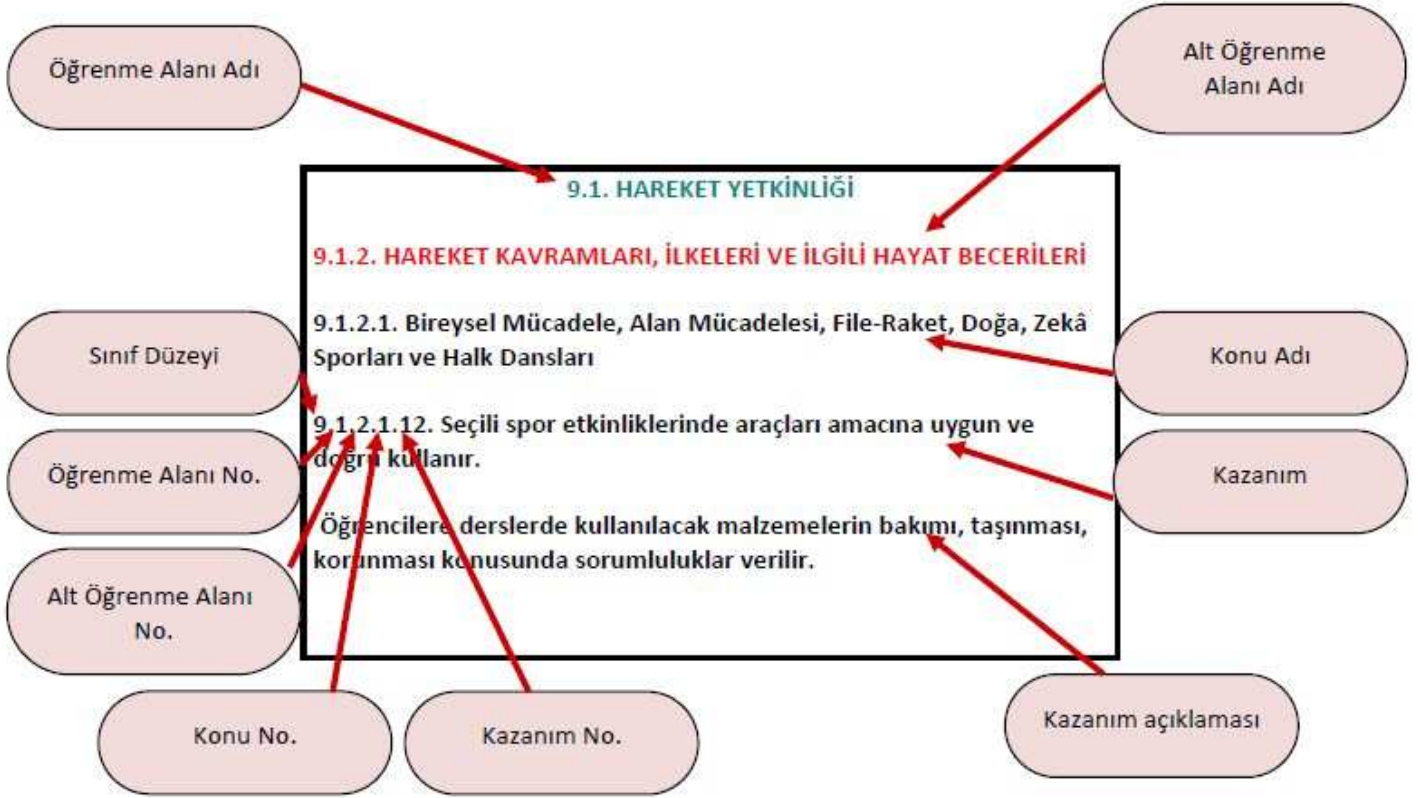 Öğrenme Alanı Adı
Alt Öğrenme
Alanı Adı
9.1. HAREKET YETKİNLİĞİ
9.1.2. HAREKET KAVRAMLARI, İLKELERİ VE İLGİLİ HAYAT BECERİLERİ
9.1.2.1. Bireysel Mücadele, Alan Mücadelesi, File-Raket, Doğa, Zekâ
Sporları ve Halk Dansları
Sınıf Düzeyi
Konu Adı
9.1.2.1.12. Seçili spor etkinliklerinde araçları amacına uygun ve
doğru kullanır.
Öğrenme Alanı No.
Kazanım
Öğrencilere derslerde kullanılacak malzemelerin bakımı, taşınması,
korunması konusunda sorumluluklar verilir.
Alt Öğrenme Alanı
No.
Konu No.
Kazanım No.
Kazanım açıklaması